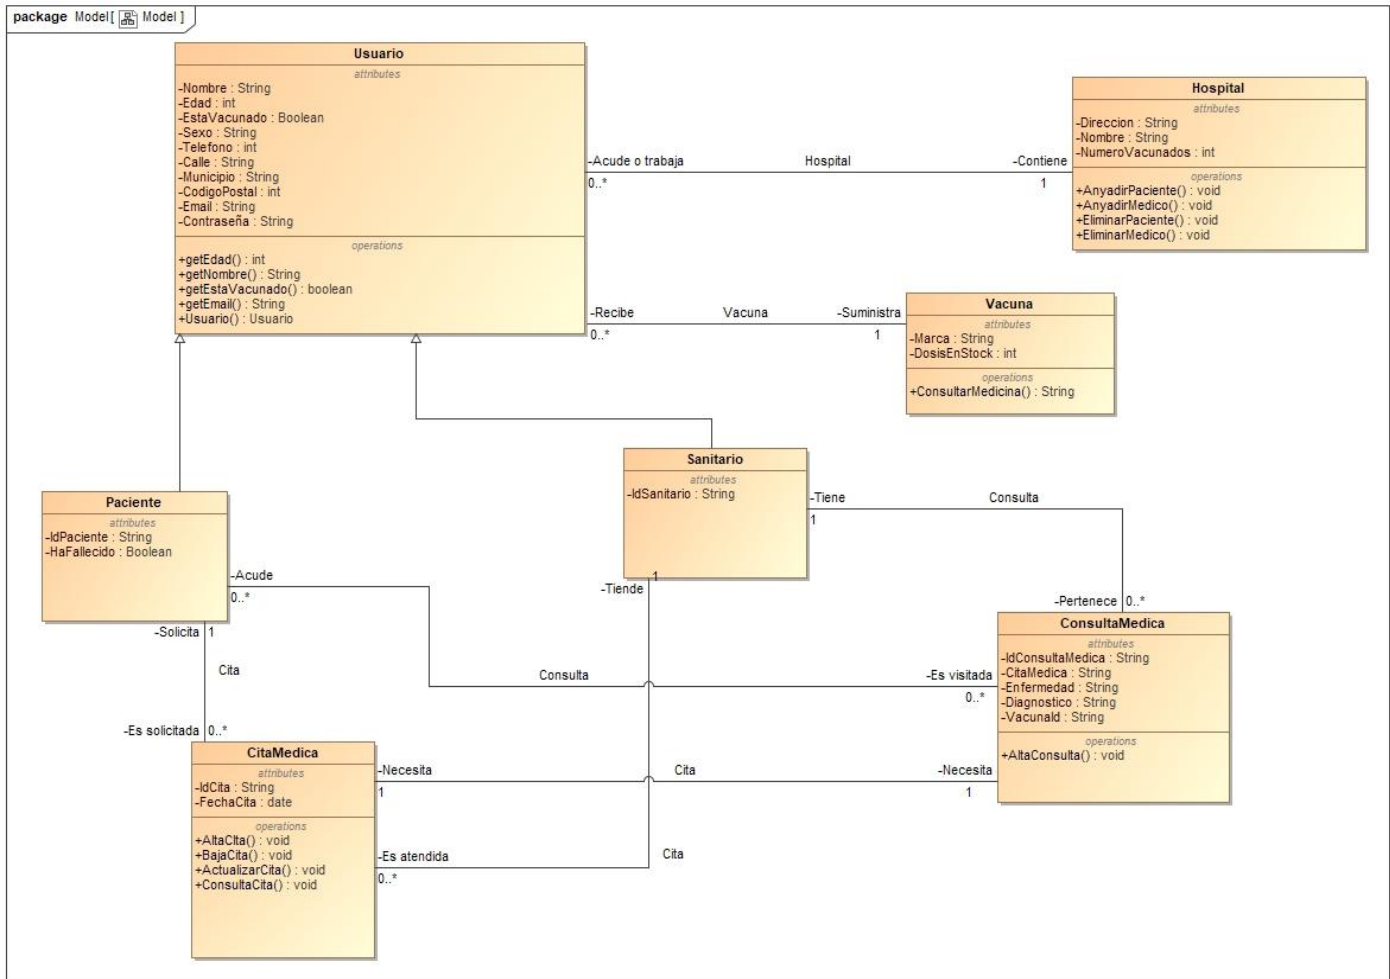 package Model [ Model ]
Usuario
attributes
-Nombre : String
-Edad : int
-EstaVacunado : Boolean
-Sexo : String
-Telefono : int
-Calle : String
-Municipio : String
-CodigoPostal : int
-Email : String
-Contraseña : String
operations
+getEdad() : int
+getNombre() : String
+getEstaVacunado() : boolean
+getEmail() : String
+Usuario() : Usuario
-Acude o trabaja
0..*
Hospital
-Contiene
1
Hospital
attributes
-Direccion : String
-Nombre : String
-NumeroVacunados : int
operations
+AnyadirPaciente() : void
+AnyadirMedico() : void
+EliminarPaciente() : void
+EliminarMedico() : void
-Recibe
0..*
Vacuna
-Suministra
1
Vacuna
attributes
-Marca : String
-DosisEnStock : int
operations
+ConsultarMedicina() : String
Sanitario
attributes
-IdSanitario : String
-Tiene
1
Consulta
-Pertenece 0..*
Paciente
attributes
-IdPaciente : String
-HaFallecido : Boolean
-Acude
0..*
Consulta
-Es visitada
0..*
-Tiende
1
-Solicita 1
Cita
-Es solicitada 0..*
ConsultaMedica
attributes
-IdConsultaMedica : String
-CitaMedica : String
-Enfermedad : String
-Diagnostico : String
-VacunaId : String
operations
+AltaConsulta() : void
CitaMedica
attributes
-IdCita : String
-FechaCita : date
operations
+AltaCIta() : void
+BajaCita() : void
+ActualizarCita() : void
+ConsultaCita() : void
-Necesita
1
Cita
-Necesita
1
-Es atendida
0..*
Cita